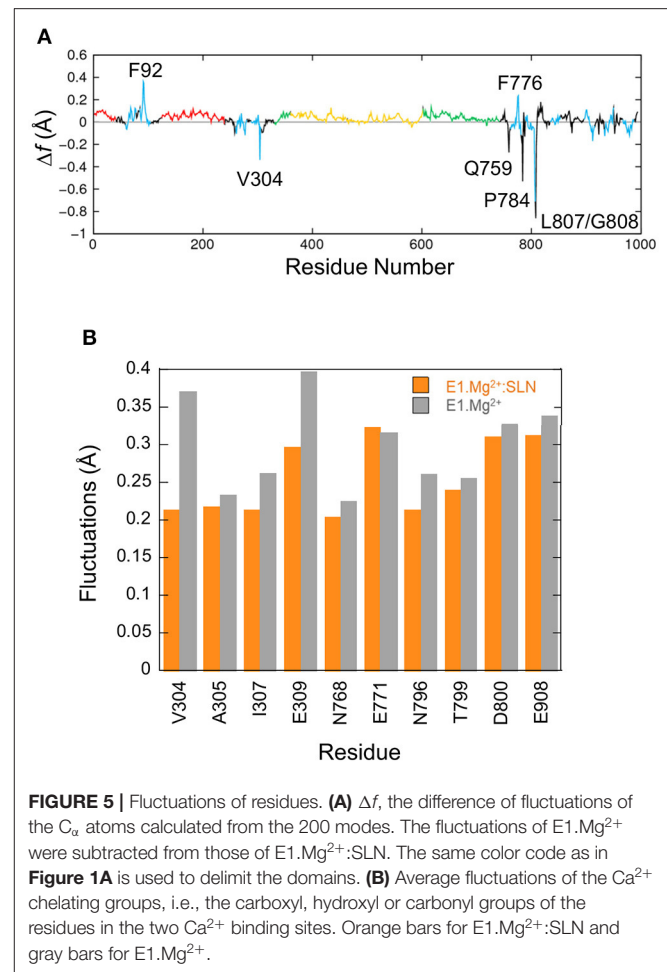 A
0.6
0.4
0.2
0
-0.2
-0.4
-0.6
-0.8
-1
Δf (Å)
F92
V304
F776
Q759
P784
L807/G808
0 200 400 600 800 1000
Residue Number
B
0.4
0.35
0.3
0.25
0.2
0.15
0.1
0.05
0
Fluctuations (Å)
E1.Mg²⁺:SLN
E1.Mg²⁺
V304 A305 I307 E309 N768 E771 N796 T799 D800 E908
Residue
FIGURE 5 | Fluctuations of residues. (A) Δf, the difference of fluctuations of
the Cα atoms calculated from the 200 modes. The fluctuations of E1.Mg²⁺
were subtracted from those of E1.Mg²⁺:SLN. The same color code as in
Figure 1A is used to delimit the domains. (B) Average fluctuations of the Ca²⁺
chelating groups, i.e., the carboxyl, hydroxyl or carbonyl groups of the
residues in the two Ca²⁺ binding sites. Orange bars for E1.Mg²⁺:SLN and
gray bars for E1.Mg²⁺.